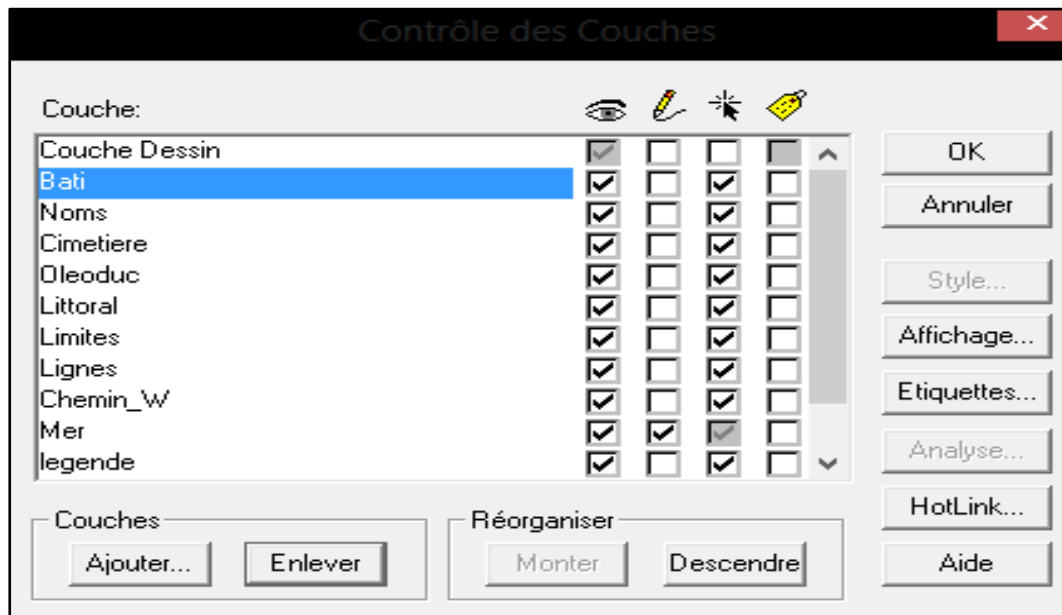 Contrôle des Couches
Couche:
Couche Dessin
Bati
Noms
Cimetiere
Oleoduc
Littoral
Limites
Lignes
Chemin_W
Mer
legende
OK
Annuler
Style...
Affichage...
Etiquettes...
Analyse...
HotLink...
Aide
Couches
Ajouter...
Enlever
Réorganiser
Monter
Descendre